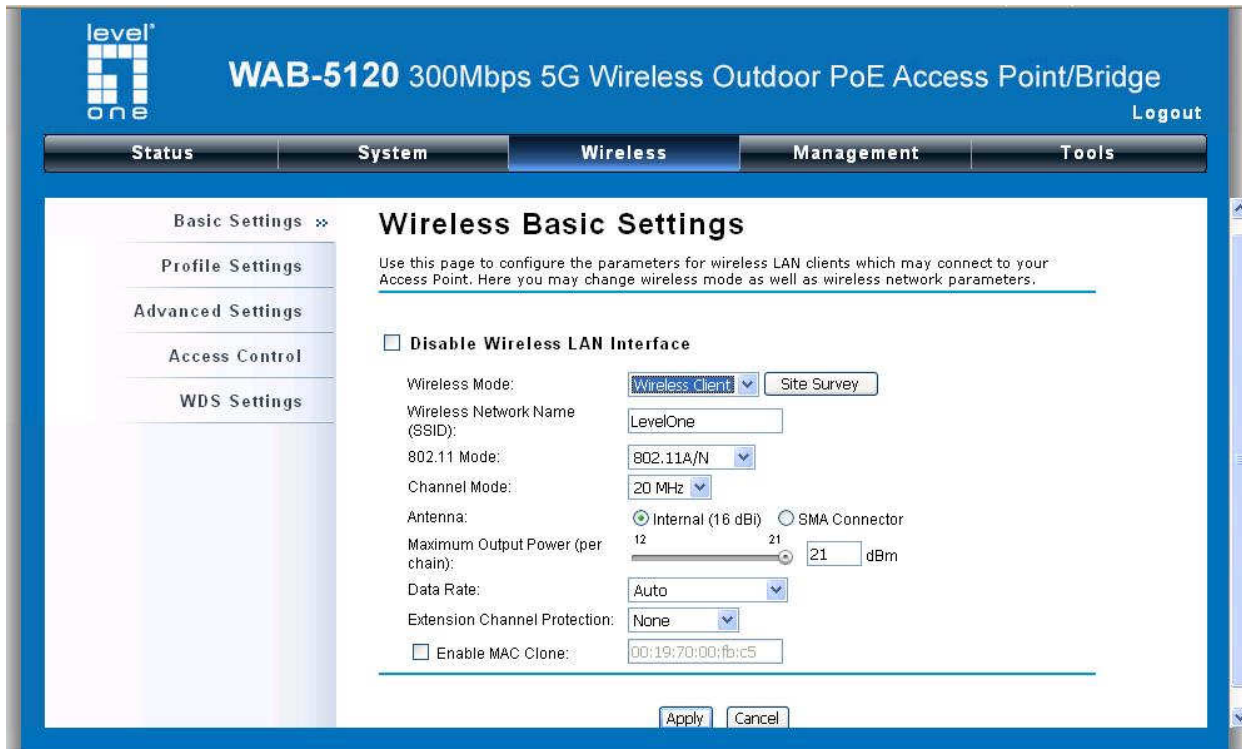 level
one
WAB-5120 300Mbps 5G Wireless Outdoor PoE Access Point/Bridge
Logout
Status System Wireless Management Tools
Basic Settings »
Profile Settings
Advanced Settings
Access Control
WDS Settings
Wireless Basic Settings
Use this page to configure the parameters for wireless LAN clients which may connect to your
Access Point. Here you may change wireless mode as well as wireless network parameters.
Disable Wireless LAN Interface
Wireless Mode: Wireless Client Site Survey
Wireless Network Name
(SSID): LevelOne
802.11 Mode: 802.11A/N
Channel Mode: 20 MHz
Antenna: Internal (16 dBi) SMA Connector
Maximum Output Power (per
chain): 12 21 21 dBm
Data Rate: Auto
Extension Channel Protection: None
Enable MAC Clone: 00:19:70:00:fb:c5
Apply Cancel